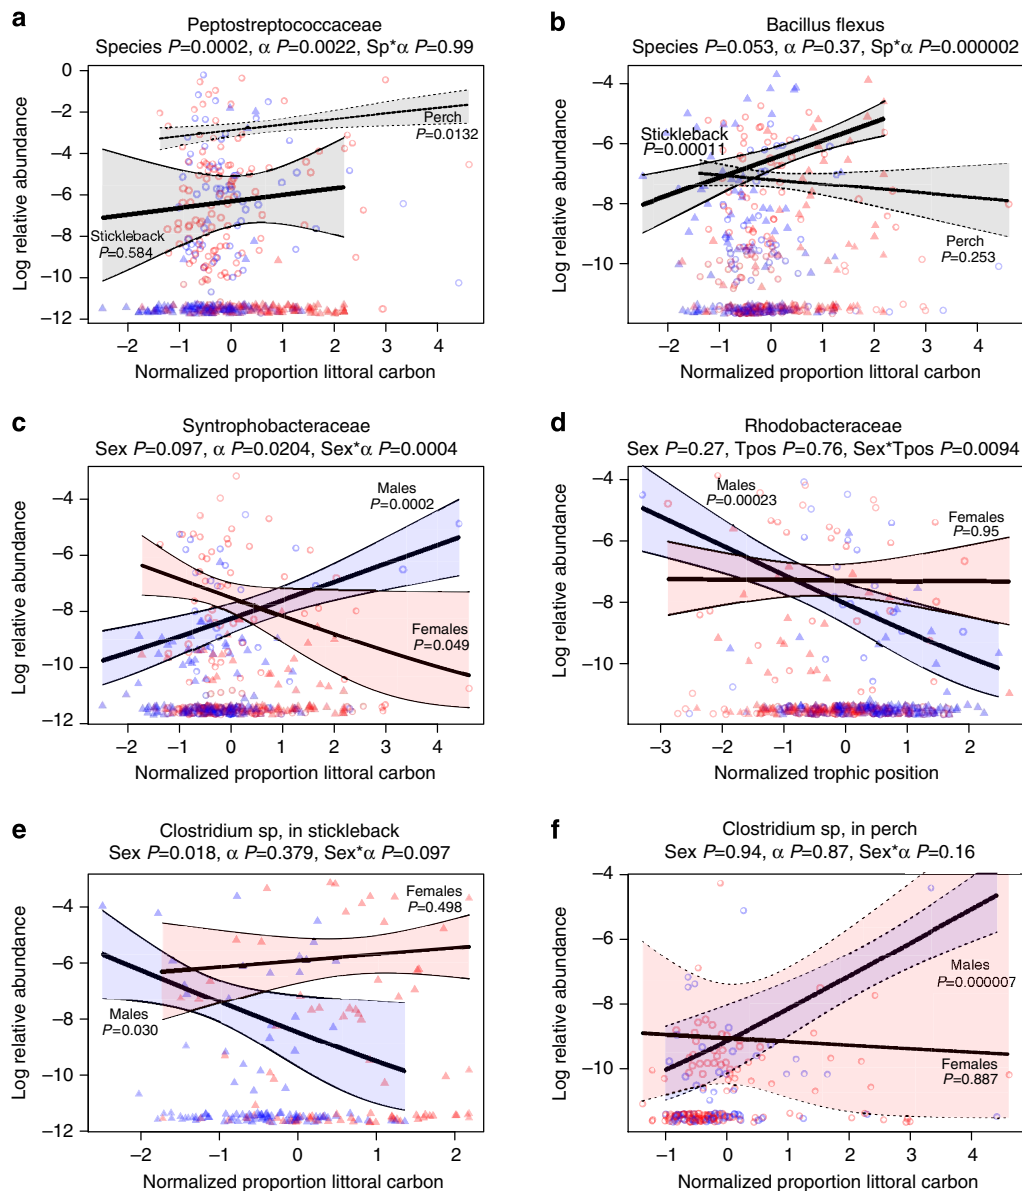 a
Peptostreptococcaceae
Species P=0.0002, α P=0.0022, Sp*α P=0.99
Log relative abundance
0
−2
−4
−6
−8
−10
−12
Perch
P=0.0132
Stickleback
P=0.584
−2 −1 0 1 2 3 4
Normalized proportion littoral carbon
b
Bacillus flexus
Species P=0.053, α P=0.37, Sp*α P=0.000002
Log relative abundance
−4
−6
−8
−10
Stickleback
P=0.00011
Perch
P=0.253
−2 −1 0 1 2 3 4
Normalized proportion littoral carbon
c
Syntrophobacteraceae
Sex P=0.097, α P=0.0204, Sex*α P=0.0004
Log relative abundance
−4
−6
−8
−10
−12
Males
P=0.0002
Females
P=0.049
−2 −1 0 1 2 3 4
Normalized proportion littoral carbon
d
Rhodobacteraceae
Sex P=0.27, Tpos P=0.76, Sex*Tpos P=0.0094
Log relative abundance
−4
−6
−8
−10
Males
P=0.00023
Females
P=0.95
−3 −2 −1 0 1 2
Normalized trophic position
e
Clostridium sp, in stickleback
Sex P=0.018, α P=0.379, Sex*α P=0.097
Log relative abundance
−4
−6
−8
−10
−12
Females
P=0.498
Males
P=0.030
−2 −1 0 1 2
Normalized proportion littoral carbon
f
Clostridium sp, in perch
Sex P=0.94, α P=0.87, Sex*α P=0.16
Log relative abundance
−4
−6
−8
−10
Males
P=0.000007
Females
P=0.887
−1 0 1 2 3 4
Normalized proportion littoral carbon